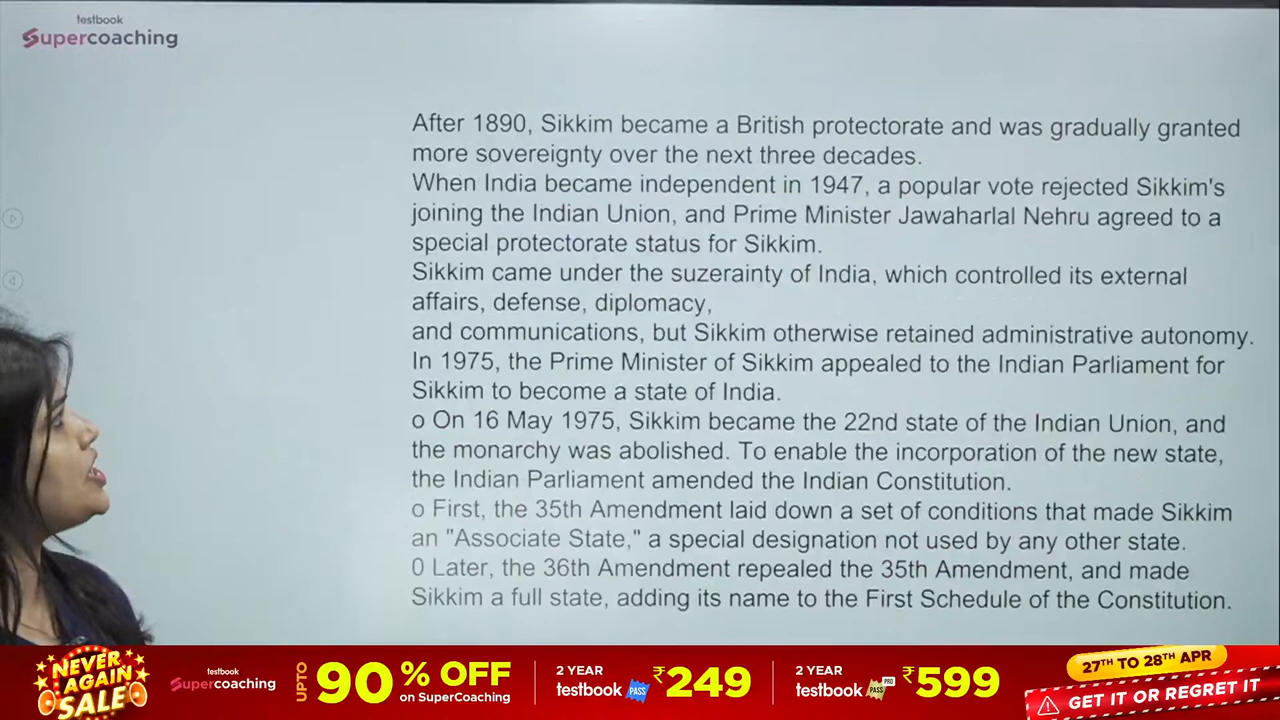 testbook
Supercoaching
After 1890, Sikkim became a British protectorate and was gradually granted
more sovereignty over the next three decades.
When India became independent in 1947, a popular vote rejected Sikkim's
joining the Indian Union, and Prime Minister Jawaharlal Nehru agreed to a
special protectorate status for Sikkim.
Sikkim came under the suzerainty of India, which controlled its external
affairs, defense, diplomacy,
and communications, but Sikkim otherwise retained administrative autonomy.
In 1975, the Prime Minister of Sikkim appealed to the Indian Parliament for
Sikkim to become a state of India.
o On 16 May 1975, Sikkim became the 22nd state of the Indian Union, and
the monarchy was abolished. To enable the incorporation of the new state,
the Indian Parliament amended the Indian Constitution.
o First, the 35th Amendment laid down a set of conditions that made Sikkim
an "Associate State," a special designation not used by any other state.
0 Later, the 36th Amendment repealed the 35th Amendment, and made
Sikkim a full state, adding its name to the First Schedule of the Constitution.
NEVER
AGAIN
SALE
testbook
Supercoaching
UPTO
90% OFF
on SuperCoaching
2 YEAR
testbook PASS
₹249
2 YEAR
testbook PASS PRO
₹599
27TH TO 28TH APR
GET IT OR REGRET IT